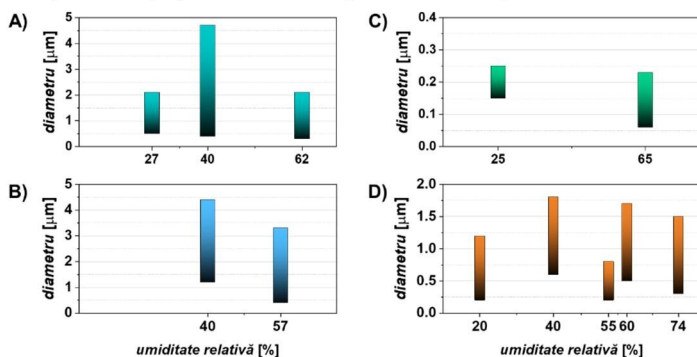 A)
diametru [μm]
5
4
3
2
1
0
27 40 62
C)
diametru [μm]
0.4
0.3
0.2
0.1
0.0
25 65
B)
diametru [μm]
5
4
3
2
1
0
40 57
umiditate relativă [%]
D)
diametru [μm]
2.0
1.5
1.0
0.5
0.0
20 40 55 60 74
umiditate relativă [%]